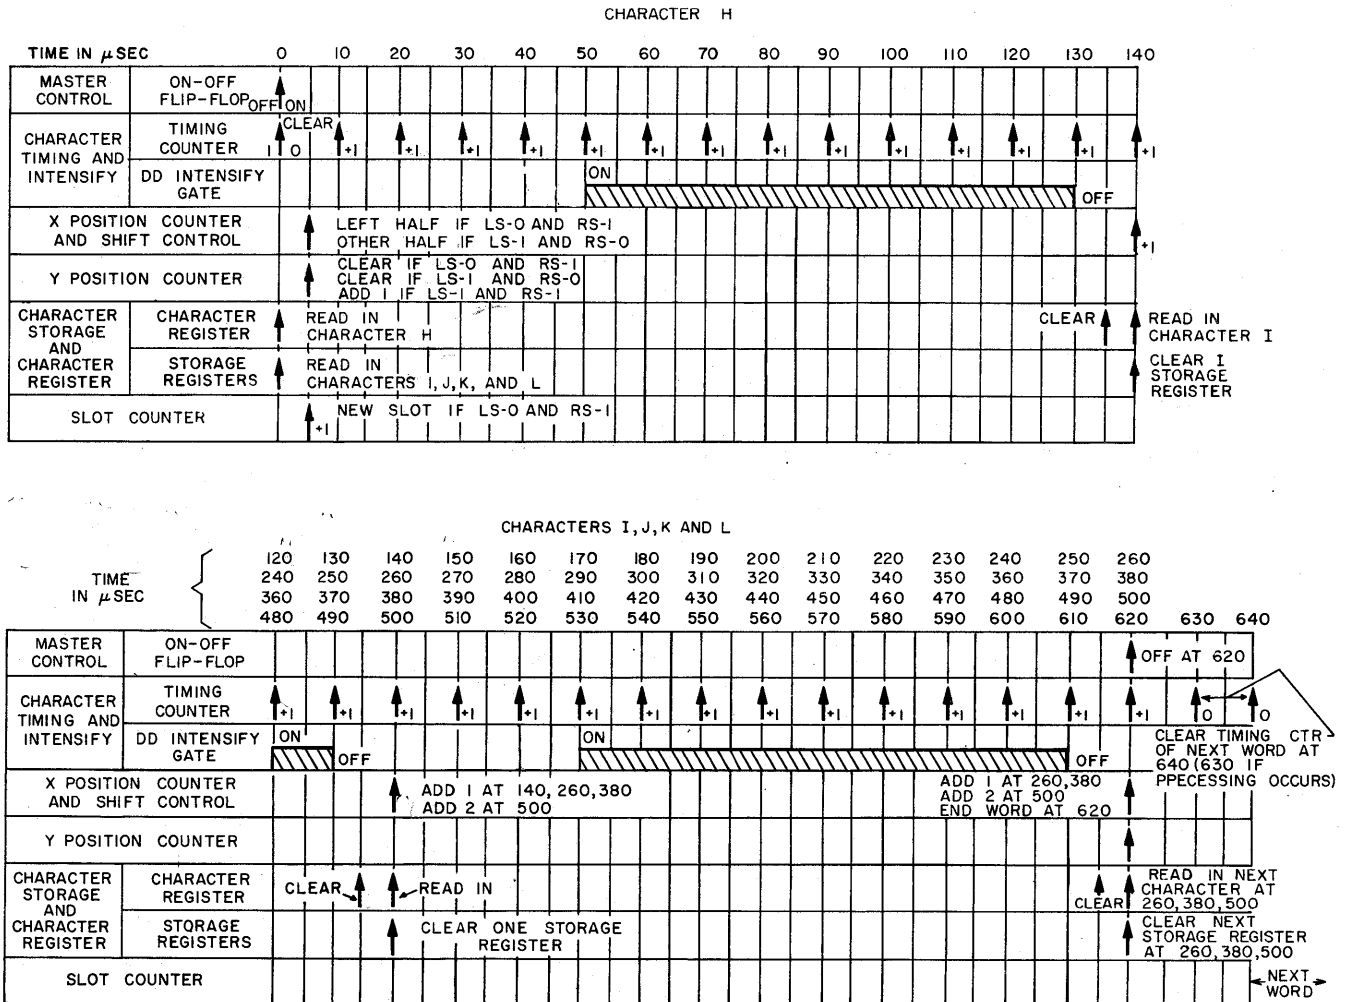 CHARACTER H
TIME IN μSEC 0 10 20 30 40 50 60 70 80 90 100 110 120 130 140
MASTER CONTROL
ON-OFF FLIP-FLOP
OFF ON
CHARACTER TIMING AND INTENSIFY
TIMING COUNTER
CLEAR
1 0 +1 +1 +1 +1 +1 +1 +1 +1 +1 +1 +1 +1 +1 +1
DD INTENSIFY GATE
ON
OFF
X POSITION COUNTER
AND SHIFT CONTROL
LEFT HALF IF LS-0 AND RS-1
OTHER HALF IF LS-1 AND RS-0
+1
Y POSITION COUNTER
CLEAR IF LS-0 AND RS-1
CLEAR IF LS-1 AND RS-0
ADD 1 IF LS-1 AND RS-1
CHARACTER
STORAGE
AND
CHARACTER
REGISTER
CHARACTER
REGISTER
READ IN
CHARACTER H
CLEAR
READ IN
CHARACTER I
STORAGE
REGISTERS
READ IN
CHARACTERS I, J, K, AND L
CLEAR I
STORAGE
REGISTER
SLOT COUNTER
+1
NEW SLOT IF LS-0 AND RS-1
CHARACTERS I, J, K AND L
TIME
IN μSEC
120 130 140 150 160 170 180 190 200 210 220 230 240 250 260
240 250 260 270 280 290 300 310 320 330 340 350 360 370 380
360 370 380 390 400 410 420 430 440 450 460 470 480 490 500
480 490 500 510 520 530 540 550 560 570 580 590 600 610 620 630 640
MASTER
CONTROL
ON-OFF
FLIP-FLOP
OFF AT 620
CHARACTER
TIMING AND
INTENSIFY
TIMING
COUNTER
+1 +1 +1 +1 +1 +1 +1 +1 +1 +1 +1 +1 +1 +1 +1 0 0
DD INTENSIFY
GATE
ON
OFF
ON
OFF
CLEAR TIMING CTR
OF NEXT WORD AT
640 (630 IF
PPECESSING OCCURS)
X POSITION COUNTER
AND SHIFT CONTROL
ADD 1 AT 140, 260, 380
ADD 2 AT 500
ADD 1 AT 260, 380
ADD 2 AT 500
END WORD AT 620
Y POSITION COUNTER
CHARACTER
STORAGE
AND
CHARACTER
REGISTER
CHARACTER
REGISTER
CLEAR
READ IN
CLEAR
READ IN NEXT
CHARACTER AT
260, 380, 500
STORAGE
REGISTERS
CLEAR ONE STORAGE
REGISTER
CLEAR NEXT
STORAGE REGISTER
AT 260, 380, 500
SLOT COUNTER
NEXT
WORD